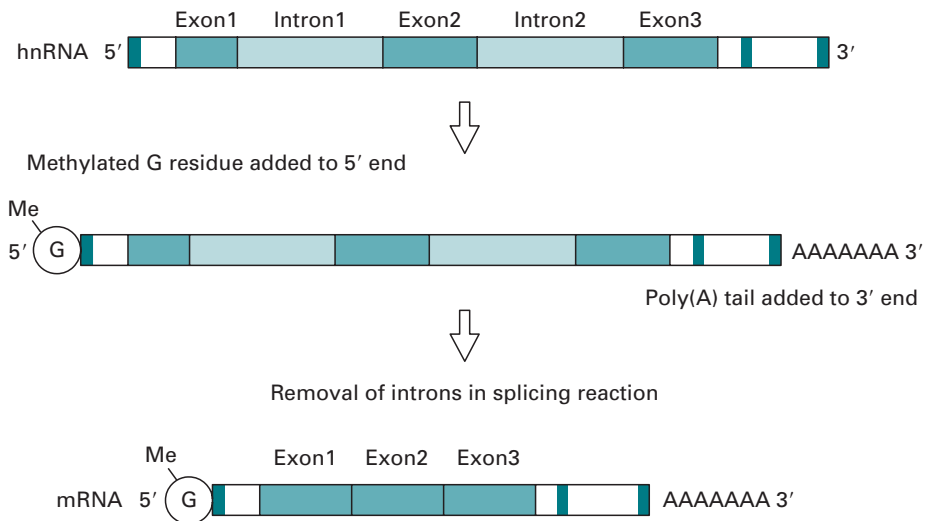 Exon1 Intron1 Exon2 Intron2 Exon3
hnRNA 5′ 3′
Methylated G residue added to 5′ end
Me
5′ G AAAAAAA 3′
Poly(A) tail added to 3′ end
Removal of introns in splicing reaction
Me Exon1 Exon2 Exon3
mRNA 5′ G AAAAAAA 3′